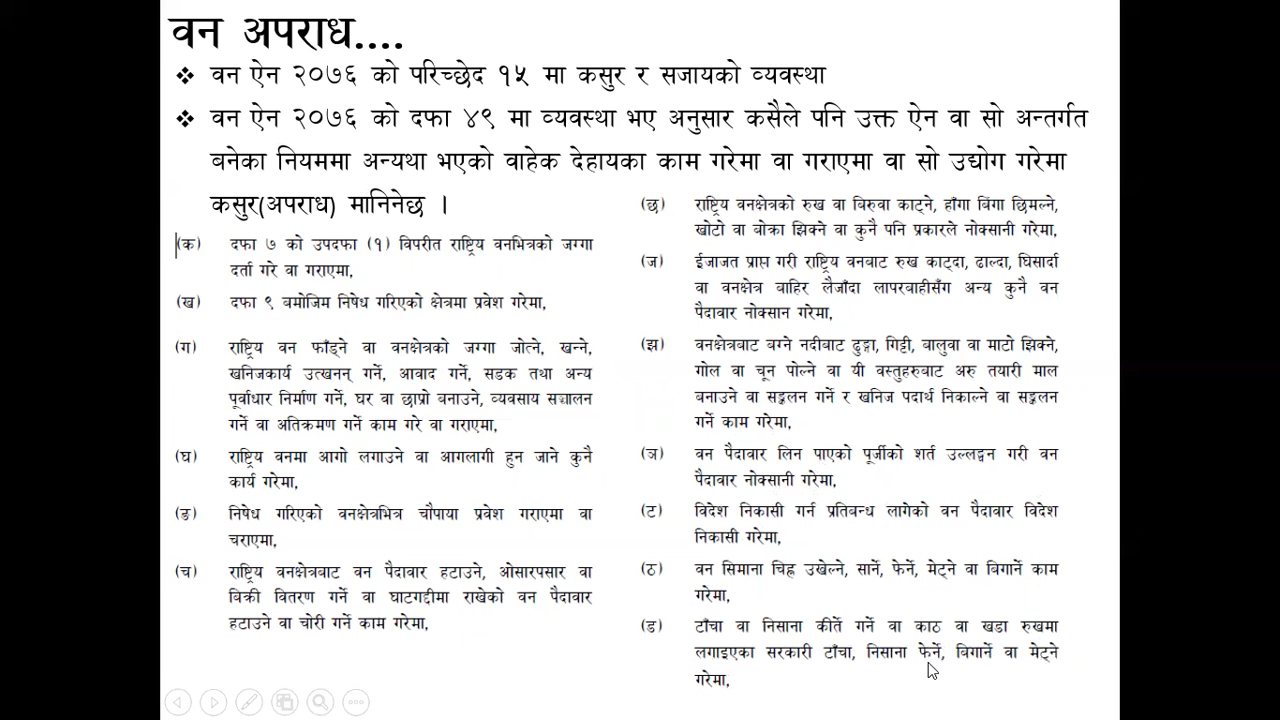 वन अपराध....
❖ वन ऐन २०७६ को परिच्छेद १५ मा कसुर र सजायको व्यवस्था
❖ वन ऐन २०७६ को दफा ४९ मा व्यवस्था भए अनुसार कसैले पनि उक्त ऐन वा सो अन्तर्गत
बनेका नियममा अन्यथा भएको वाहेक देहायका काम गरेमा वा गराएमा वा सो उद्योग गरेमा
कसुर(अपराध) मानिनेछ ।
(क) दफा ७ को उपदफा (१) विपरीत राष्ट्रिय वनभित्रको जग्गा
दर्ता गरे वा गराएमा,
(ख) दफा ९ बमोजिम निषेध गरिएको क्षेत्रमा प्रवेश गरेमा,
(ग) राष्ट्रिय वन फाँड्ने वा वनक्षेत्रको जग्गा जोत्ने, खन्ने,
खनिजकार्य उत्खनन् गर्ने, आवाद गर्ने, सडक तथा अन्य
पूर्वाधार निर्माण गर्ने, घर वा छाप्रो बनाउने, व्यवसाय सञ्चालन
गर्ने वा अतिक्रमण गर्ने काम गरे वा गराएमा,
(घ) राष्ट्रिय वनमा आगो लगाउने वा आगलागी हुन जाने कुनै
कार्य गरेमा,
(ङ) निषेध गरिएको वनक्षेत्रभित्र चौपाया प्रवेश गराएमा वा
चराएमा,
(च) राष्ट्रिय वनक्षेत्रबाट वन पैदावार हटाउने, ओसारपसार वा
बिक्री वितरण गर्ने वा घाटगद्दीमा राखेको वन पैदावार
हटाउने वा चोरी गर्ने काम गरेमा,
(छ) राष्ट्रिय वनक्षेत्रको रुख वा बिरुवा काट्ने, हाँगा बिंगा छिमल्ने,
खोटो वा बोक्रा झिक्ने वा कुनै पनि प्रकारले नोक्सानी गरेमा,
(ज) ईजाजत प्राप्त गरी राष्ट्रिय वनबाट रुख काट्दा, ढाल्दा, घिसार्दा
वा वनक्षेत्र वाहिर लैजाँदा लापरबाहीसँग अन्य कुनै वन
पैदावार नोक्सान गरेमा,
(झ) वनक्षेत्रबाट बग्ने नदीबाट ढुङ्गा, गिट्टी, बालुवा वा माटो झिक्ने,
गोल वा चून पोल्ने वा यी वस्तुहरुबाट अरु तयारी माल
बनाउने वा सङ्कलन गर्ने र खनिज पदार्थ निकाल्ने वा सङ्कलन
गर्ने काम गरेमा,
(ञ) वन पैदावार लिन पाएको पूर्जीको शर्त उल्लङ्घन गरी वन
पैदावार नोक्सानी गरेमा,
(ट) विदेश निकासी गर्न प्रतिबन्ध लागेको वन पैदावार विदेश
निकासी गरेमा,
(ठ) वन सिमाना चिह्न उखेल्ने, सार्ने, फेर्ने, मेट्ने वा बिगार्ने काम
गरेमा,
(ड) टाँचा वा निसाना कीर्ते गर्ने वा काठ वा खडा रुखमा
लगाइएका सरकारी टाँचा, निसाना फेर्ने, बिगार्ने वा मेट्ने
गरेमा,